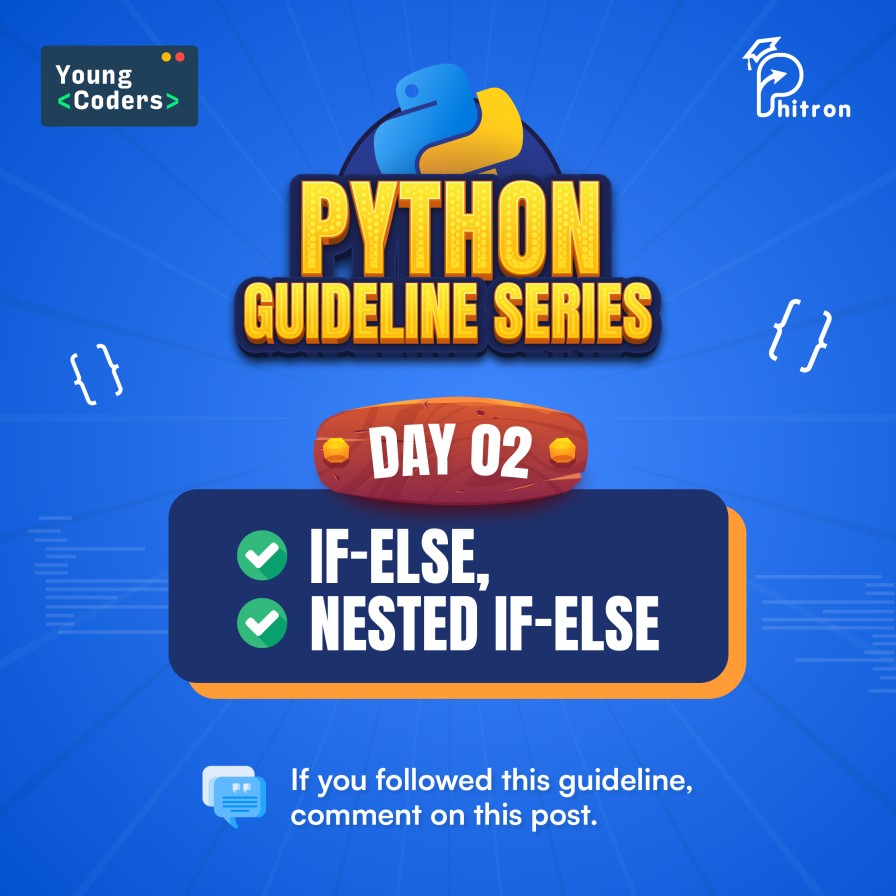 Young
<Coders>
Phitron
PYTHON
GUIDELINE SERIES
{ }
{ }
DAY 02
IF-ELSE,
NESTED IF-ELSE
If you followed this guideline,
comment on this post.